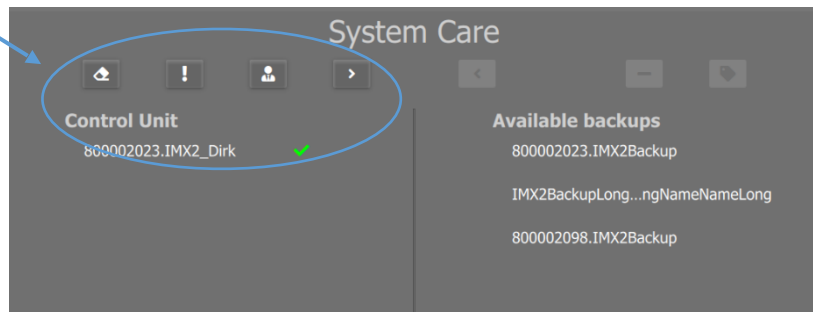 System Care
Control Unit
800002023.IMX2_Dirk
Available backups
800002023.IMX2Backup
IMX2BackupLong...ngNameNameLong
800002098.IMX2Backup